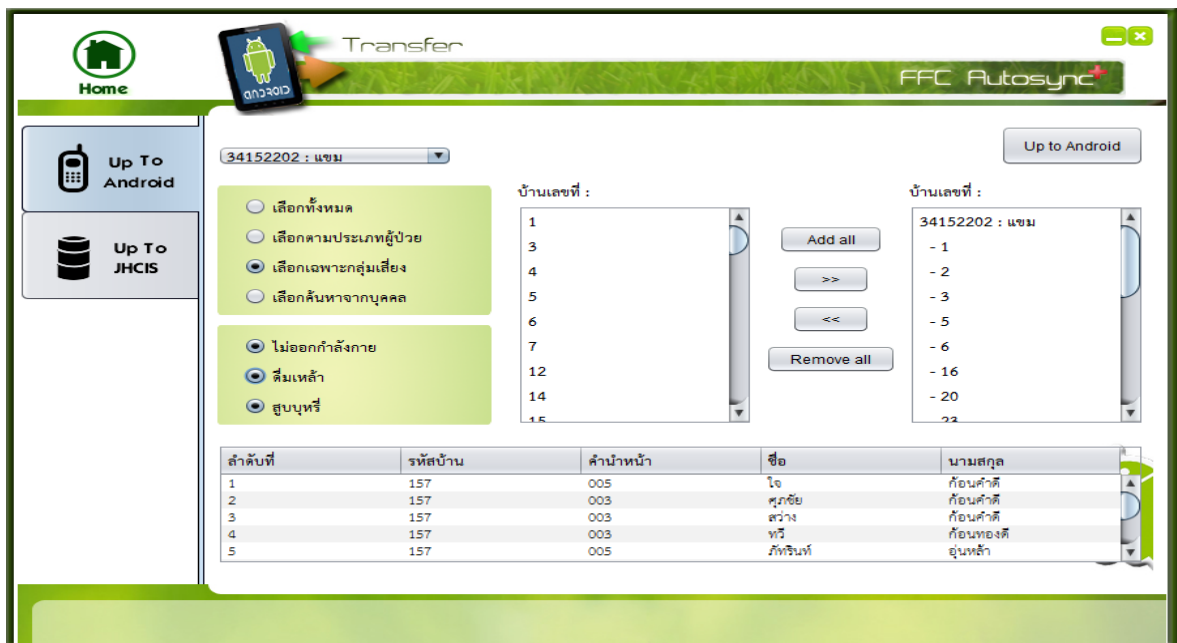 Home
ANDROID
Transfer
FFC Autosync+
Up To
Android
Up To
JHCIS
34152202 : แขม
Up to Android
เลือกทั้งหมด
เลือกตามประเภทผู้ป่วย
เลือกเฉพาะกลุ่มเสี่ยง
เลือกค้นหาจากบุคคล
ไม่ออกกำลังกาย
ดื่มเหล้า
สูบบุหรี่
บ้านเลขที่ :
1
3
4
5
6
7
12
14
15
Add all
>>
<<
Remove all
บ้านเลขที่ :
34152202 : แขม
- 1
- 2
- 3
- 5
- 6
- 16
- 20
- 23
ลำดับที่ รหัสบ้าน คำนำหน้า ชื่อ นามสกุล
1 157 005 ใจ ก้อนคำดี
2 157 003 ศุภชัย ก้อนคำดี
3 157 003 สว่าง ก้อนคำดี
4 157 003 ทวี ก้อนทองดี
5 157 005 ภัทรินท์ อุ่นหล้า